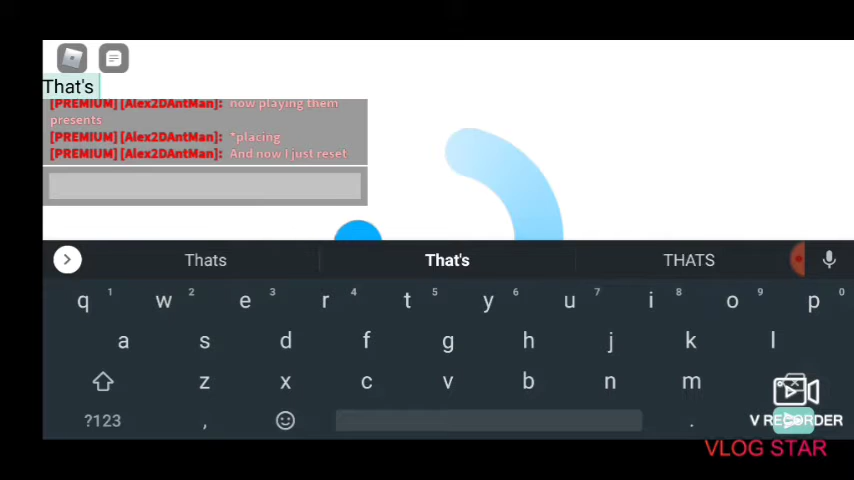 That's
[PREMIUM] [Alex2DAntMan]: now playing them
presents
[PREMIUM] [Alex2DAntMan]: *placing
[PREMIUM] [Alex2DAntMan]: And now I just reset
Thats That's THATS
q 1 w 2 e 3 r 4 t 5 y 6 u 7 i 8 o 9 p 0
a s d f g h j k l
z x c v b n m
?123 , .
V RECORDER
VLOG STAR